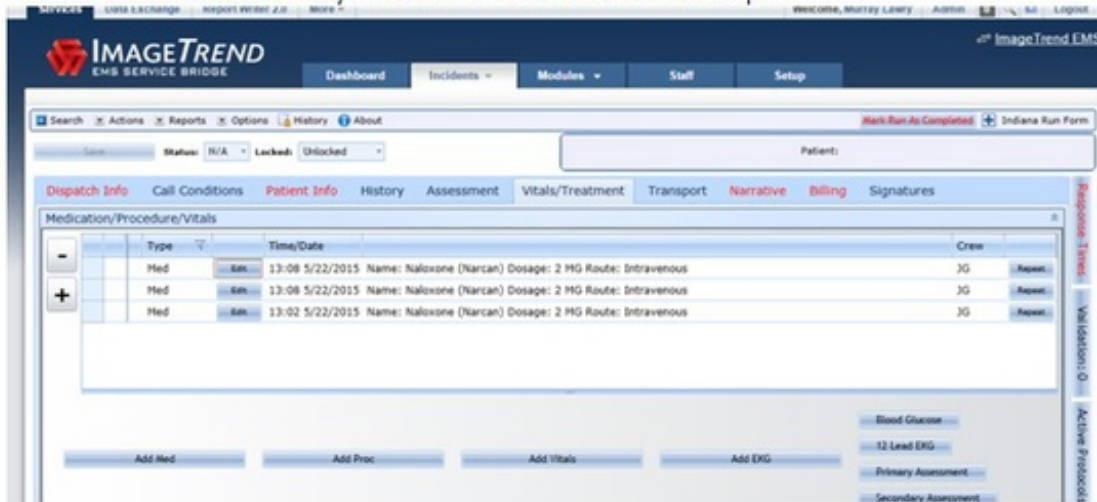 Services Data Exchange Report Writer 2.0 More Welcome, Murray Lawry Admin Logout
IMAGETREND
EMS SERVICE BRIDGE
ImageTrend EMS
Dashboard Incidents Modules Staff Setup
Search Actions Reports Options History About Mark Run As Completed Indiana Run Form
Save Status: N/A Locked: Unlocked Patient:
Dispatch Info Call Conditions Patient Info History Assessment Vitals/Treatment Transport Narrative Billing Signatures
Medication/Procedure/Vitals
Type Time/Date Crew
Med Edit 13:08 5/22/2015 Name: Naloxone (Narcan) Dosage: 2 MG Route: Intravenous JG Repeat
Med Edit 13:08 5/22/2015 Name: Naloxone (Narcan) Dosage: 2 MG Route: Intravenous JG Repeat
Med Edit 13:02 5/22/2015 Name: Naloxone (Narcan) Dosage: 2 MG Route: Intravenous JG Repeat
Blood Glucose
12 Lead EKG
Add Med Add Proc Add Vitals Add EKG
Primary Assessment
Secondary Assessment
Response Times
Validation: 0
Active Protocols